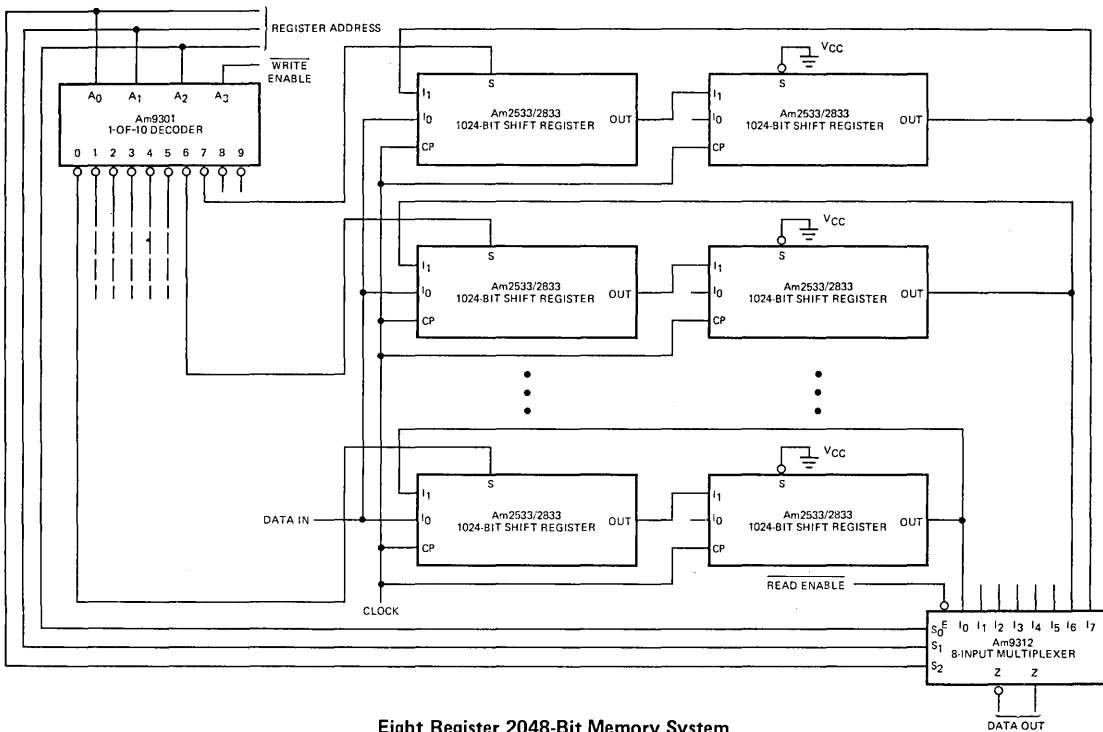 REGISTER ADDRESS
WRITE
ENABLE
A0 A1 A2 A3
Am9301
1-OF-10 DECODER
0 1 2 3 4 5 6 7 8 9
VCC
S
I1
I0
CP
Am2533/2833
1024-BIT SHIFT REGISTER
OUT
S
I1
I0
CP
Am2533/2833
1024-BIT SHIFT REGISTER
OUT
VCC
S
I1
I0
CP
Am2533/2833
1024-BIT SHIFT REGISTER
OUT
S
I1
I0
CP
Am2533/2833
1024-BIT SHIFT REGISTER
OUT
VCC
S
I1
I0
CP
Am2533/2833
1024-BIT SHIFT REGISTER
OUT
S
I1
I0
CP
Am2533/2833
1024-BIT SHIFT REGISTER
OUT
DATA IN
CLOCK
READ ENABLE
E I0 I1 I2 I3 I4 I5 I6 I7
S0
S1
S2
Am9312
8-INPUT MULTIPLEXER
Z Z
DATA OUT
Eight Register 2048-Bit Memory System